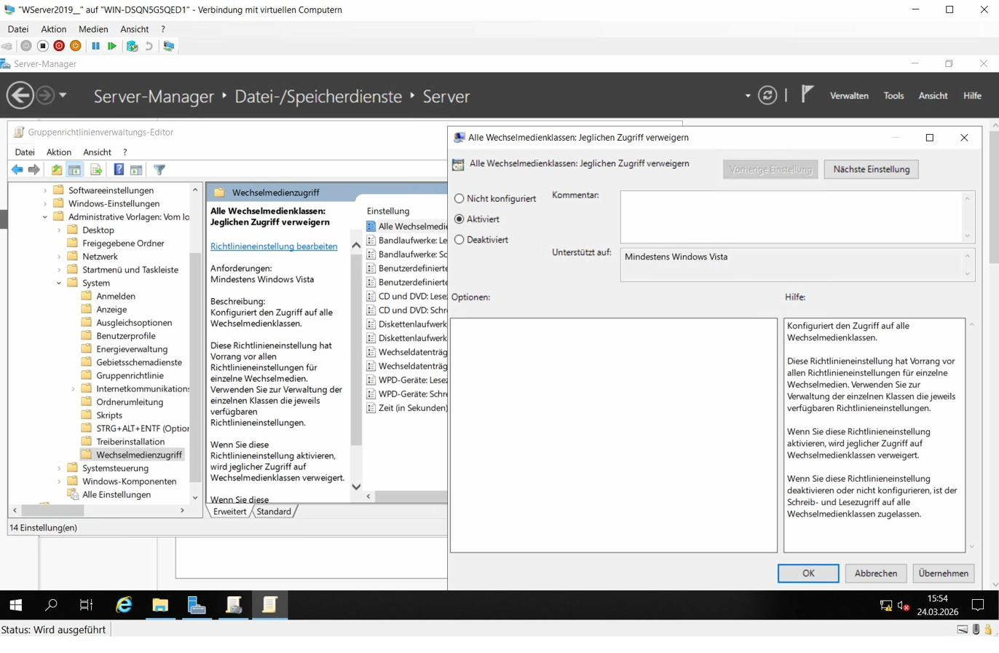 "WServer2019__" auf "WIN-DSQN5G5QED1" - Verbindung mit virtuellen Computern
Datei Aktion Medien Ansicht ?
Server-Manager
Server-Manager Datei-/Speicherdienste Server
Verwalten Tools Ansicht Hilfe
Gruppenrichtlinienverwaltungs-Editor
Datei Aktion Ansicht ?
Softwareeinstellungen
Windows-Einstellungen
Administrative Vorlagen: Vom lo
Desktop
Freigegebene Ordner
Netzwerk
Startmenü und Taskleiste
System
Anmelden
Anzeige
Ausgleichsoptionen
Benutzerprofile
Energieverwaltung
Gebietsschemadienste
Gruppenrichtlinie
Internetkommunikations
Ordnerumleitung
Skripts
STRG+ALT+ENTF (Option
Treiberinstallation
Wechselmedienzugriff
Systemsteuerung
Windows-Komponenten
Alle Einstellungen
14 Einstellung(en)
Wechselmedienzugriff
Alle Wechselmedienklassen:
Jeglichen Zugriff verweigern
Richtlinieneinstellung bearbeiten
Anforderungen:
Mindestens Windows Vista
Beschreibung:
Konfiguriert den Zugriff auf alle
Wechselmedienklassen.
Diese Richtlinieneinstellung hat
Vorrang vor allen
Richtlinieneinstellungen für
einzelne Wechselmedien.
Verwenden Sie zur Verwaltung der
einzelnen Klassen die jeweils
verfügbaren
Richtlinieneinstellungen.
Wenn Sie diese
Richtlinieneinstellung aktivieren,
wird jeglicher Zugriff auf
Wechselmedienklassen verweigert.
Wenn Sie diese
Erweitert Standard
Einstellung
Alle Wechselmedie
Bandlaufwerke: Le
Bandlaufwerke: Sc
Benutzerdefinierte
Benutzerdefinierte
CD und DVD: Lese
CD und DVD: Schr
Diskettenlaufwerk
Diskettenlaufwerk
Wechseldatenträg
Wechseldatenträg
WPD-Geräte: Lesez
WPD-Geräte: Schre
Zeit (in Sekunden)
Alle Wechselmedienklassen: Jeglichen Zugriff verweigern
Alle Wechselmedienklassen: Jeglichen Zugriff verweigern
Vorherige Einstellung Nächste Einstellung
Nicht konfiguriert
Aktiviert
Deaktiviert
Kommentar:
Unterstützt auf:
Mindestens Windows Vista
Optionen:
Hilfe:
Konfiguriert den Zugriff auf alle
Wechselmedienklassen.
Diese Richtlinieneinstellung hat Vorrang vor
allen Richtlinieneinstellungen für einzelne
Wechselmedien. Verwenden Sie zur
Verwaltung der einzelnen Klassen die jeweils
verfügbaren Richtlinieneinstellungen.
Wenn Sie diese Richtlinieneinstellung
aktivieren, wird jeglicher Zugriff auf
Wechselmedienklassen verweigert.
Wenn Sie diese Richtlinieneinstellung
deaktivieren oder nicht konfigurieren, ist der
Schreib- und Lesezugriff auf alle
Wechselmedienklassen zugelassen.
OK Abbrechen Übernehmen
15:54
24.03.2026
Status: Wird ausgeführt